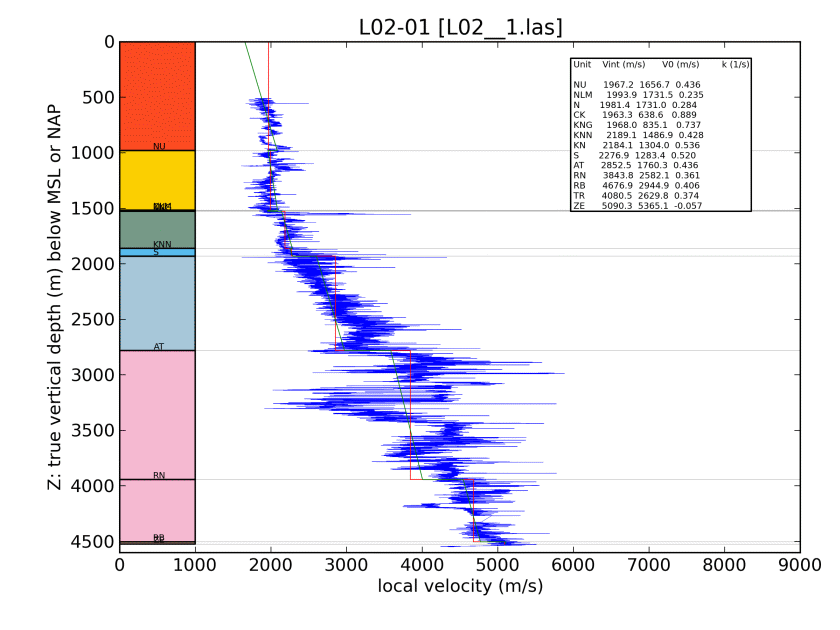 L02-01 [L02__1.las]
Z: true vertical depth (m) below MSL or NAP
0
500
1000
1500
2000
2500
3000
3500
4000
4500
NU
KNN
S
AT
RN
RB
Unit Vint (m/s) V0 (m/s) k (1/s)
NU 1967.2 1656.7 0.436
NLM 1993.9 1731.5 0.235
N 1981.4 1731.0 0.284
CK 1963.3 638.6 0.889
KNG 1968.0 835.1 0.737
KNN 2189.1 1486.9 0.428
KN 2184.1 1304.0 0.536
S 2276.9 1283.4 0.520
AT 2852.5 1760.3 0.436
RN 3843.8 2582.1 0.361
RB 4676.9 2944.9 0.406
TR 4080.5 2629.8 0.374
ZE 5090.3 5365.1 -0.057
0 1000 2000 3000 4000 5000 6000 7000 8000 9000
local velocity (m/s)